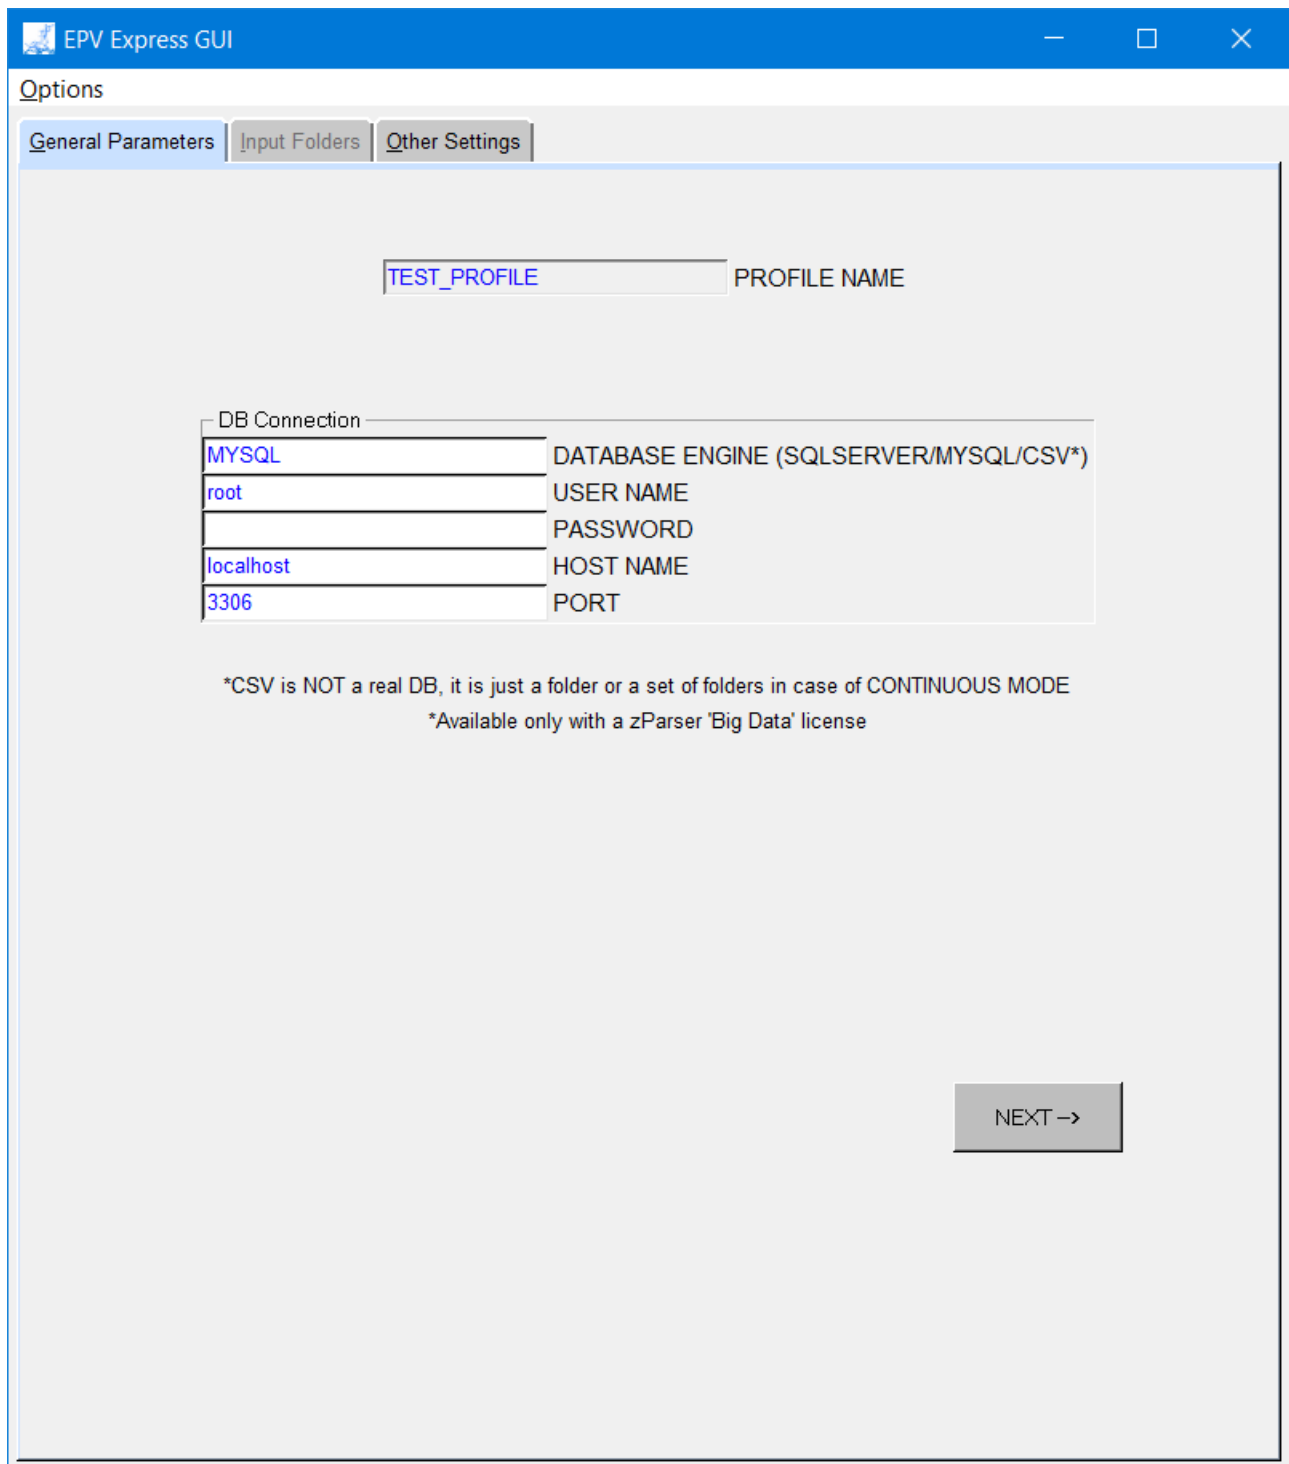 EPV Express GUI
Options
General Parameters Input Folders Other Settings
TEST_PROFILE PROFILE NAME
DB Connection
MYSQL DATABASE ENGINE (SQLSERVER/MYSQL/CSV*)
root USER NAME
PASSWORD
localhost HOST NAME
3306 PORT
*CSV is NOT a real DB, it is just a folder or a set of folders in case of CONTINUOUS MODE
*Available only with a zParser 'Big Data' license
NEXT-->